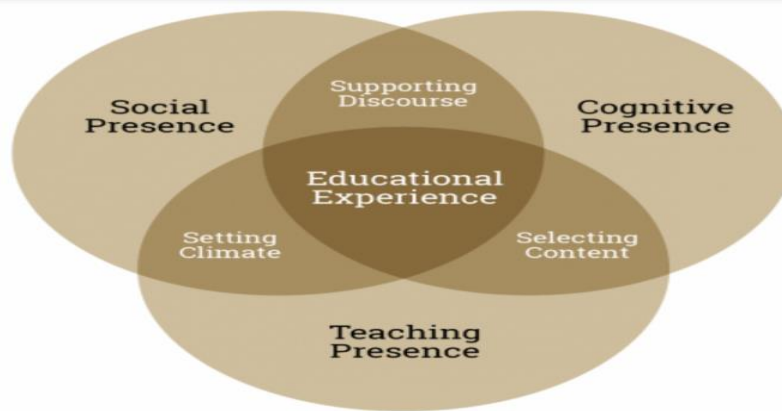 Supporting
Discourse
Social
Presence
Cognitive
Presence
Educational
Experience
Setting
Climate
Selecting
Content
Teaching
Presence